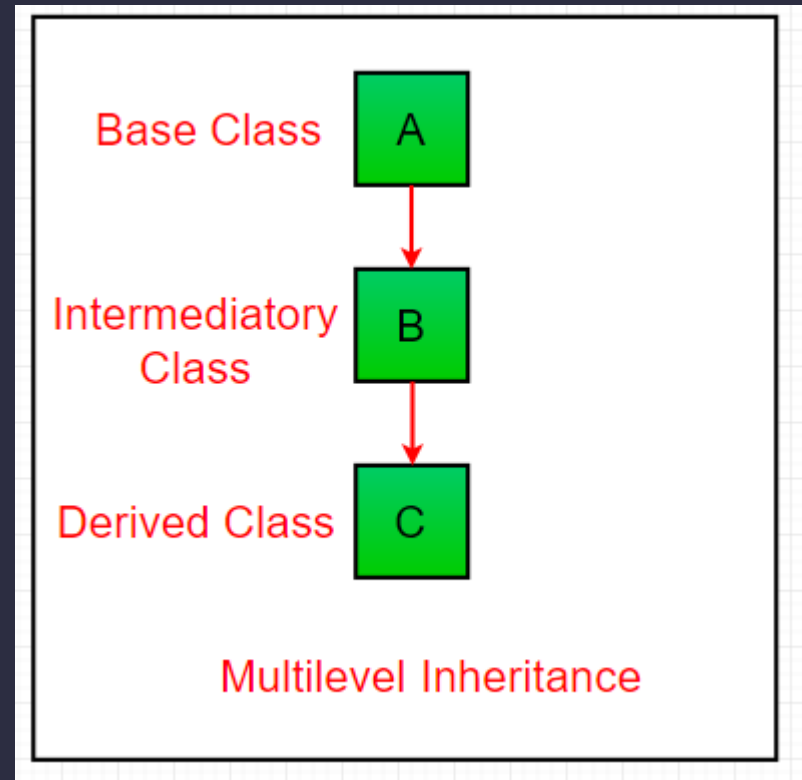 Base Class
A
Intermediatory
Class
B
Derived Class
C
Multilevel Inheritance